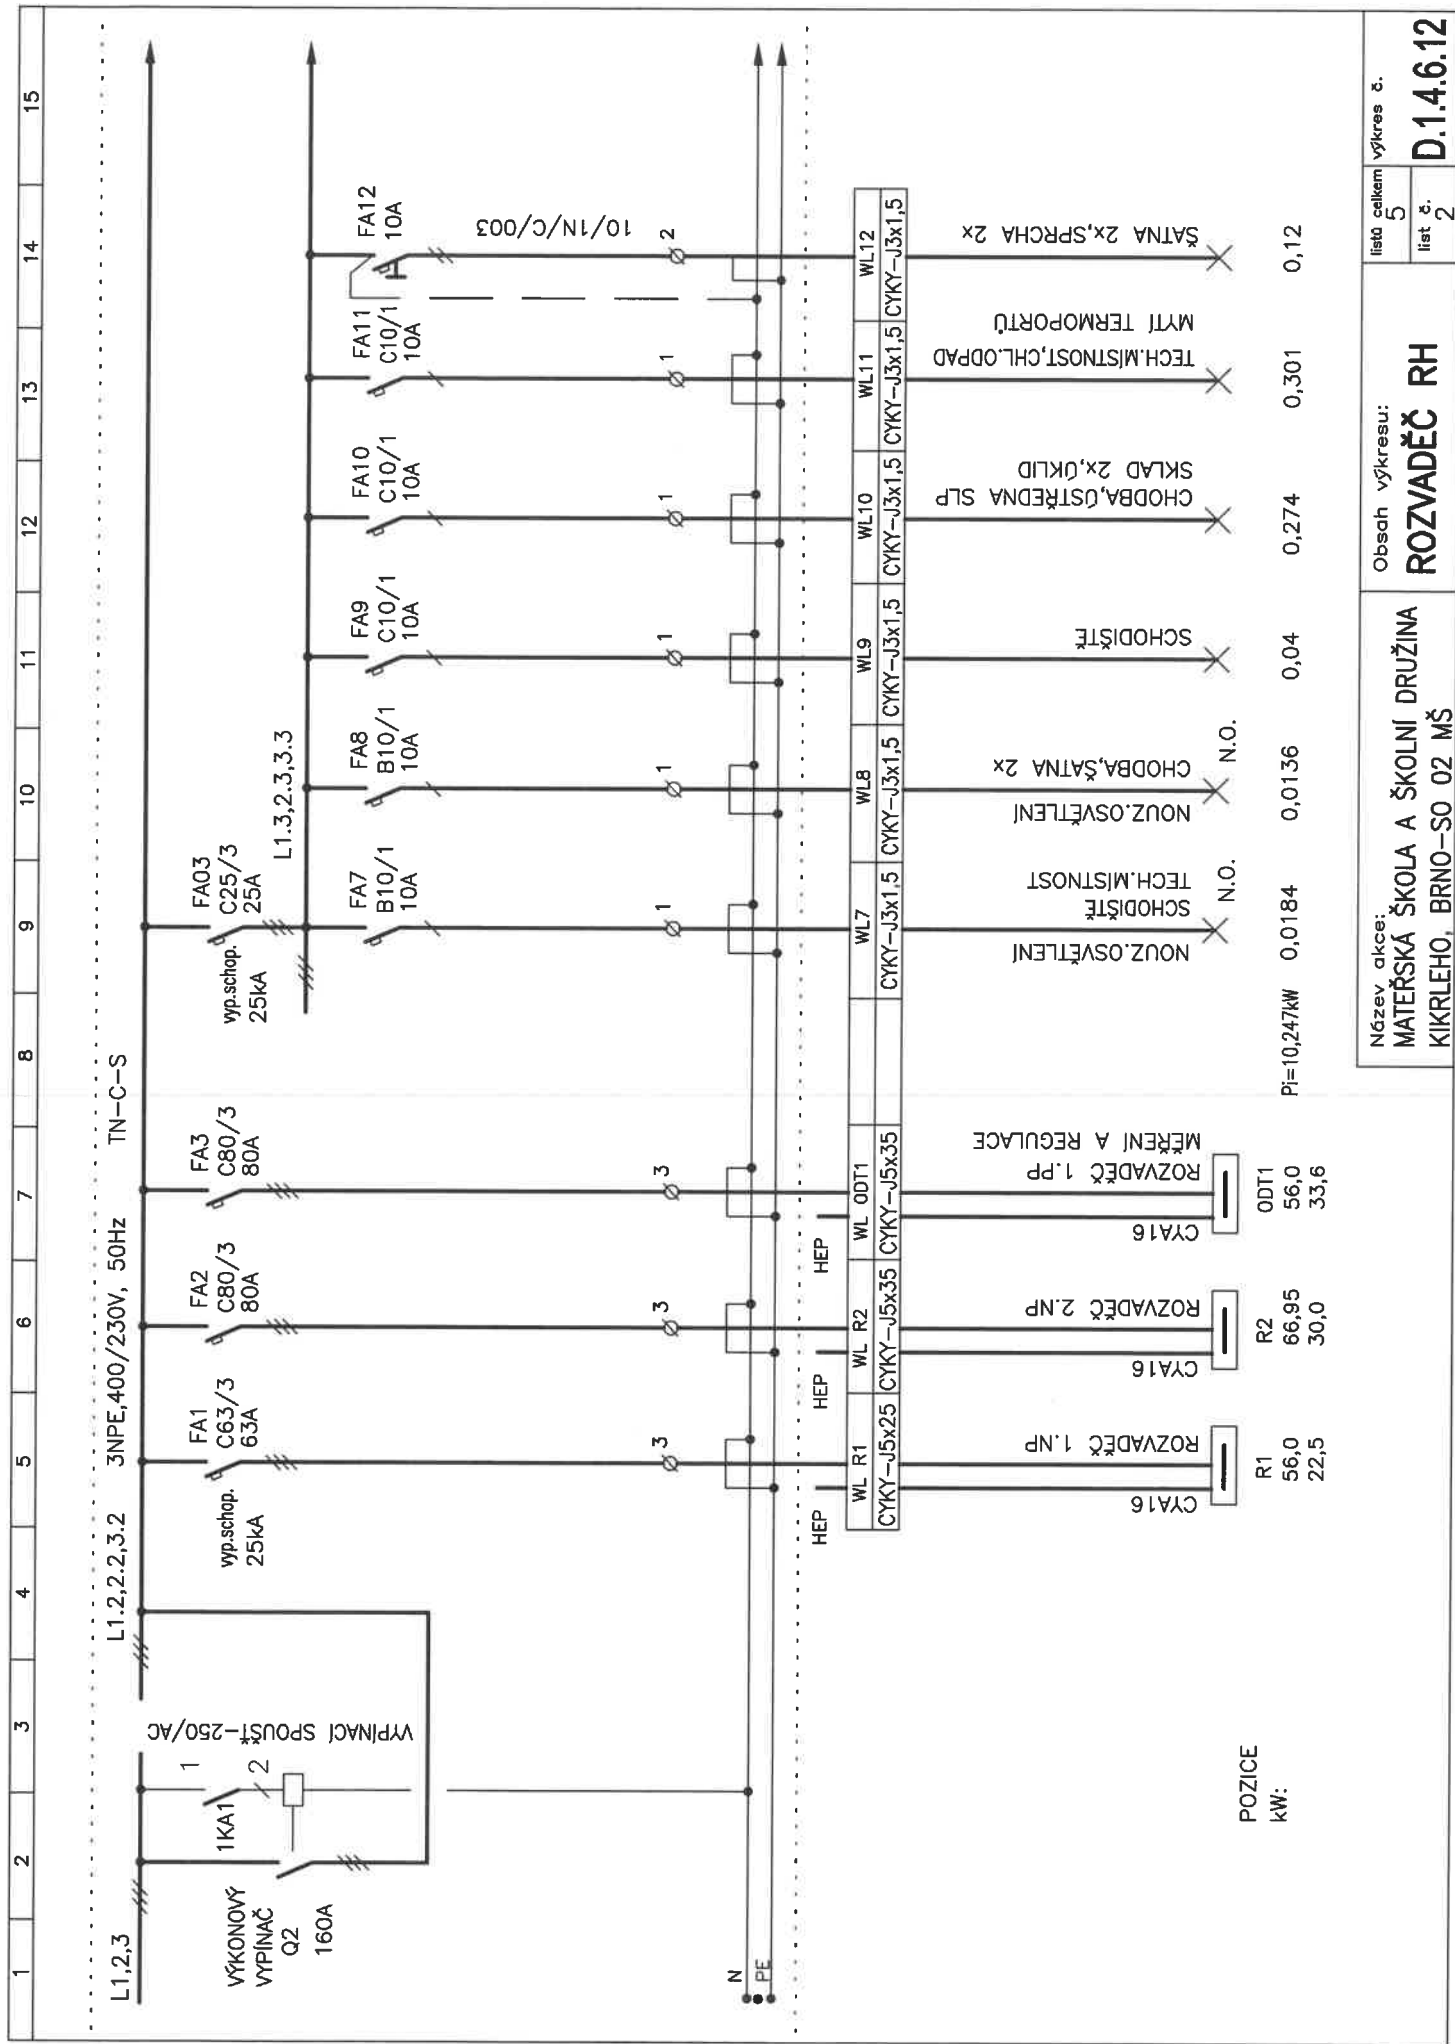 1 2 3 4 5 6 7 8 9 10 11 12 13 14 15
L1,2,3
L1.2,2.2,3.2
3NPE,400/230V, 50Hz
TN-C-S
VÝKONOVÝ
VYPÍNAČ
Q2
160A
1KA1
1
2
VYPÍNACÍ SPOUŠŤ-250/AC
vyp.schop.
25kA
FA1
C63/3
63A
FA2
C80/3
80A
FA3
C80/3
80A
vyp.schop.
25kA
FA03
C25/3
25A
L1.3,2.3,3.3
FA7
B10/1
10A
FA8
B10/1
10A
FA9
C10/1
10A
FA10
C10/1
10A
FA11
C10/1
10A
FA12
10A
10/1N/C/003
3
3
3
1
1
1
1
1
2
N
PE
HEP
HEP
HEP
WL R1
WL R2
WL ODT1
WL7
WL8
WL9
WL10
WL11
WL12
CYKY-J5x25
CYKY-J5x35
CYKY-J5x35
CYKY-J3x1,5
CYKY-J3x1,5
CYKY-J3x1,5
CYKY-J3x1,5
CYKY-J3x1,5
CYKY-J3x1,5
CYA16
ROZVADĚČ 1.NP
CYA16
ROZVADĚČ 2.NP
CYA16
ROZVADĚČ 1.PP
MĚŘENÍ A REGULACE
NOUZ.OSVĚTLENÍ
SCHODIŠTĚ
TECH.MÍSTNOST
N.O.
NOUZ.OSVĚTLENÍ
CHODBA,ŠATNA 2x
N.O.
SCHODIŠTĚ
CHODBA,ÚSTŘEDNA SLP
SKLAD 2x,ÚKLID
TECH.MÍSTNOST,CHL.ODPAD
MYTÍ TERMOPORTŮ
ŠATNA 2x,SPRCHA 2x
POZICE
kW:
R1
56,0
22,5
R2
66,95
30,0
ODT1
56,0
33,6
Pi=10,247kW
0,0184
0,0136
0,04
0,274
0,301
0,12
Název akce:
MATEŘSKÁ ŠKOLA A ŠKOLNÍ DRUŽINA
KIKRLEHO, BRNO-SO 02 MŠ
Obsah výkresu:
ROZVADĚČ RH
listů celkem
5
list č.
2
výkres č.
D.1.4.6.12